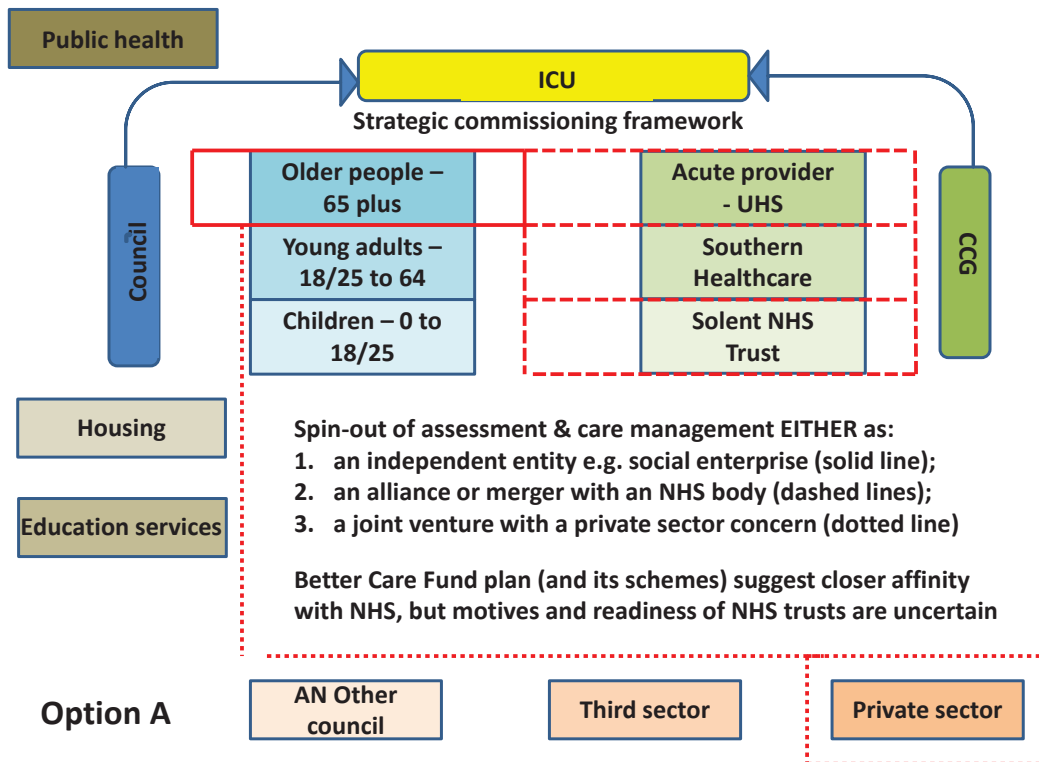 Public health
ICU
Strategic commissioning framework
Council
Older people –
65 plus
Young adults –
18/25 to 64
Children – 0 to
18/25
Acute provider
- UHS
Southern
Healthcare
Solent NHS
Trust
CCG
Housing
Education services
Spin-out of assessment & care management EITHER as:
1. an independent entity e.g. social enterprise (solid line);
2. an alliance or merger with an NHS body (dashed lines);
3. a joint venture with a private sector concern (dotted line)
Better Care Fund plan (and its schemes) suggest closer affinity
with NHS, but motives and readiness of NHS trusts are uncertain
Option A
AN Other
council
Third sector
Private sector